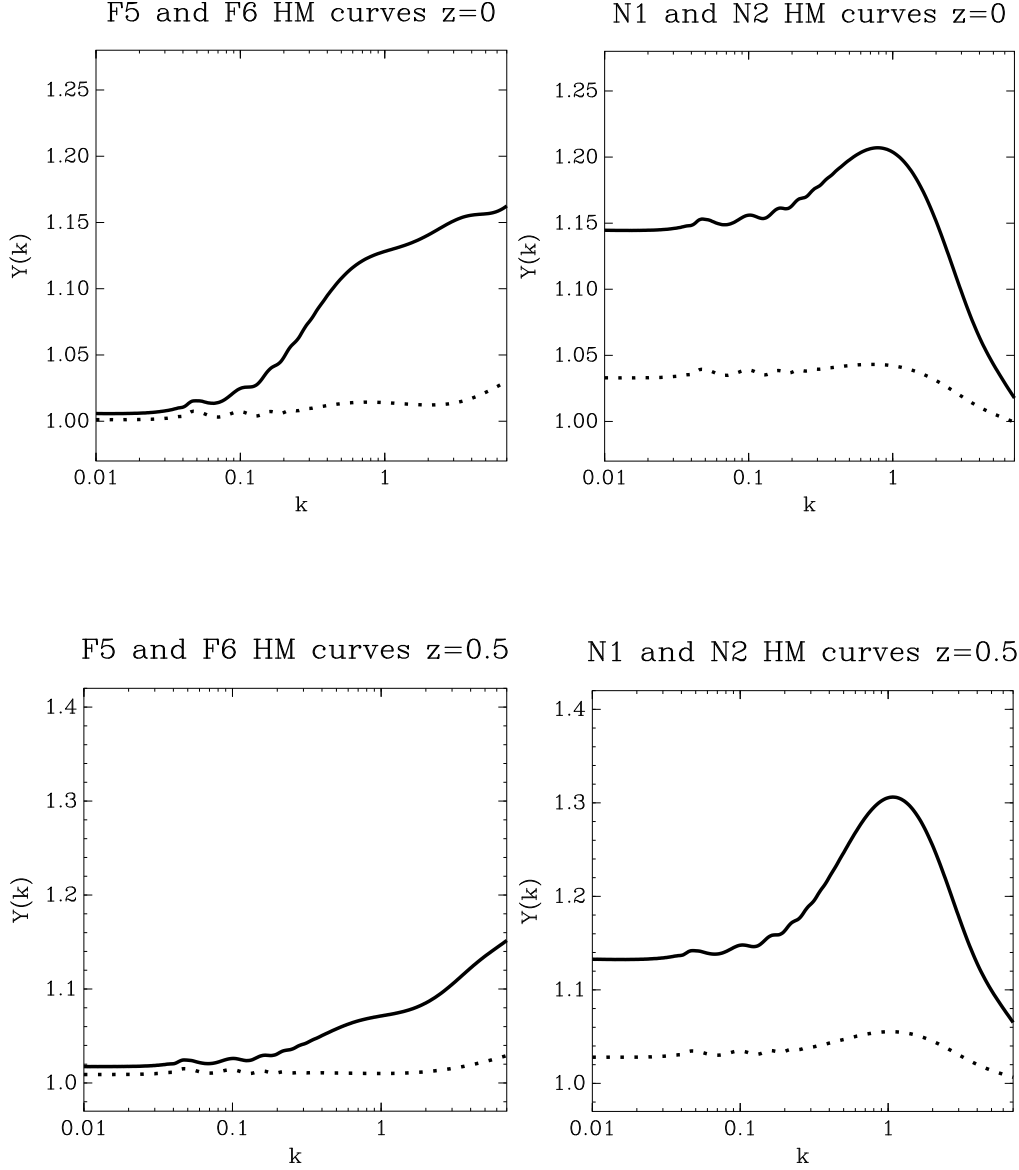 F5 and F6 HM curves z=0
1.25
1.20
1.15
1.10
1.05
1.00
Y(k)
0.01
0.1
1
k
N1 and N2 HM curves z=0
1.25
1.20
1.15
1.10
1.05
1.00
Y(k)
0.01
0.1
1
k
F5 and F6 HM curves z=0.5
1.4
1.3
1.2
1.1
1.0
Y(k)
0.01
0.1
1
k
N1 and N2 HM curves z=0.5
1.4
1.3
1.2
1.1
1.0
Y(k)
0.01
0.1
1
k